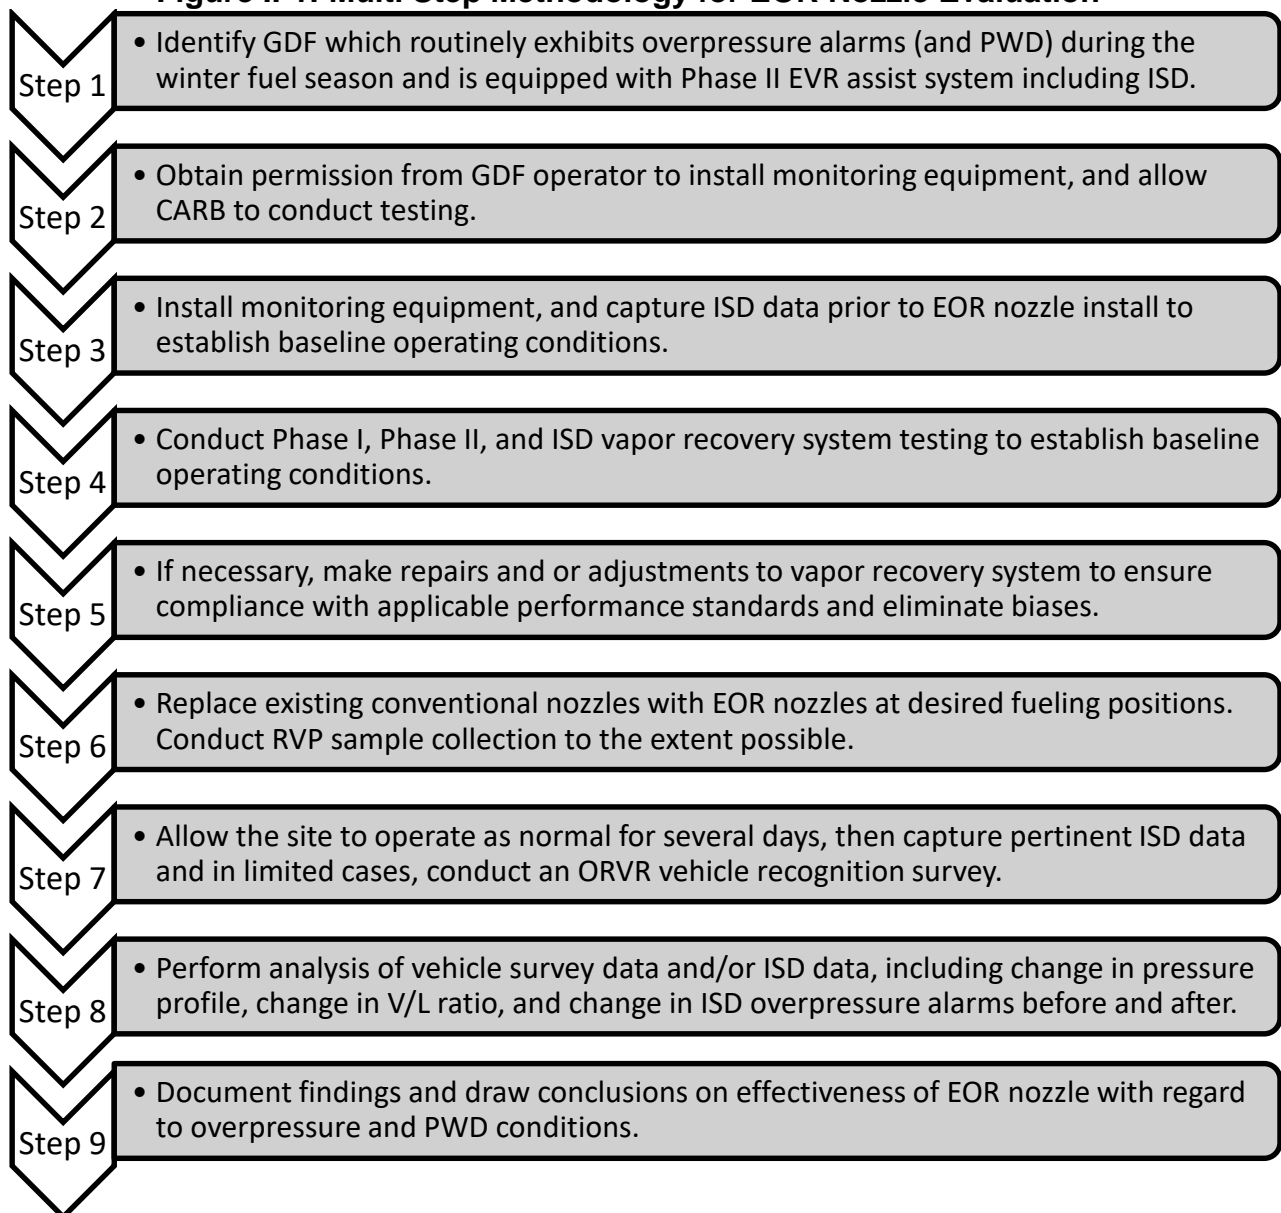 Figure II-1: Multi-Step Methodology for EOR Nozzle Evaluation
Step 1
• Identify GDF which routinely exhibits overpressure alarms (and PWD) during the
winter fuel season and is equipped with Phase II EVR assist system including ISD.
Step 2
• Obtain permission from GDF operator to install monitoring equipment, and allow
CARB to conduct testing.
Step 3
• Install monitoring equipment, and capture ISD data prior to EOR nozzle install to
establish baseline operating conditions.
Step 4
• Conduct Phase I, Phase II, and ISD vapor recovery system testing to establish baseline
operating conditions.
Step 5
• If necessary, make repairs and or adjustments to vapor recovery system to ensure
compliance with applicable performance standards and eliminate biases.
Step 6
• Replace existing conventional nozzles with EOR nozzles at desired fueling positions.
Conduct RVP sample collection to the extent possible.
Step 7
• Allow the site to operate as normal for several days, then capture pertinent ISD data
and in limited cases, conduct an ORVR vehicle recognition survey.
Step 8
• Perform analysis of vehicle survey data and/or ISD data, including change in pressure
profile, change in V/L ratio, and change in ISD overpressure alarms before and after.
Step 9
• Document findings and draw conclusions on effectiveness of EOR nozzle with regard
to overpressure and PWD conditions.